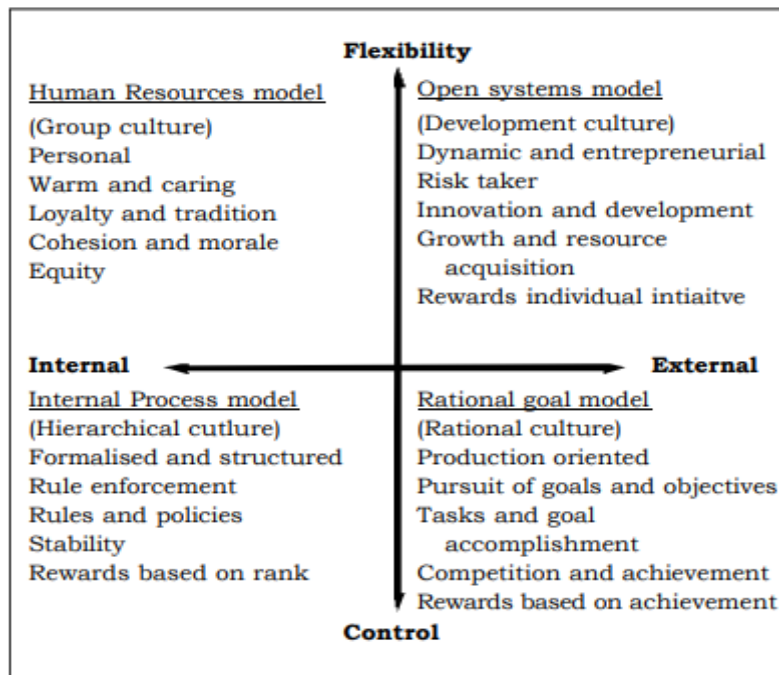 Flexibility
Human Resources model
(Group culture)
Personal
Warm and caring
Loyalty and tradition
Cohesion and morale
Equity
Open systems model
(Development culture)
Dynamic and entrepreneurial
Risk taker
Innovation and development
Growth and resource
acquisition
Rewards individual intiaitve
Internal
External
Internal Process model
(Hierarchical cutlure)
Formalised and structured
Rule enforcement
Rules and policies
Stability
Rewards based on rank
Rational goal model
(Rational culture)
Production oriented
Pursuit of goals and objectives
Tasks and goal
accomplishment
Competition and achievement
Rewards based on achievement
Control